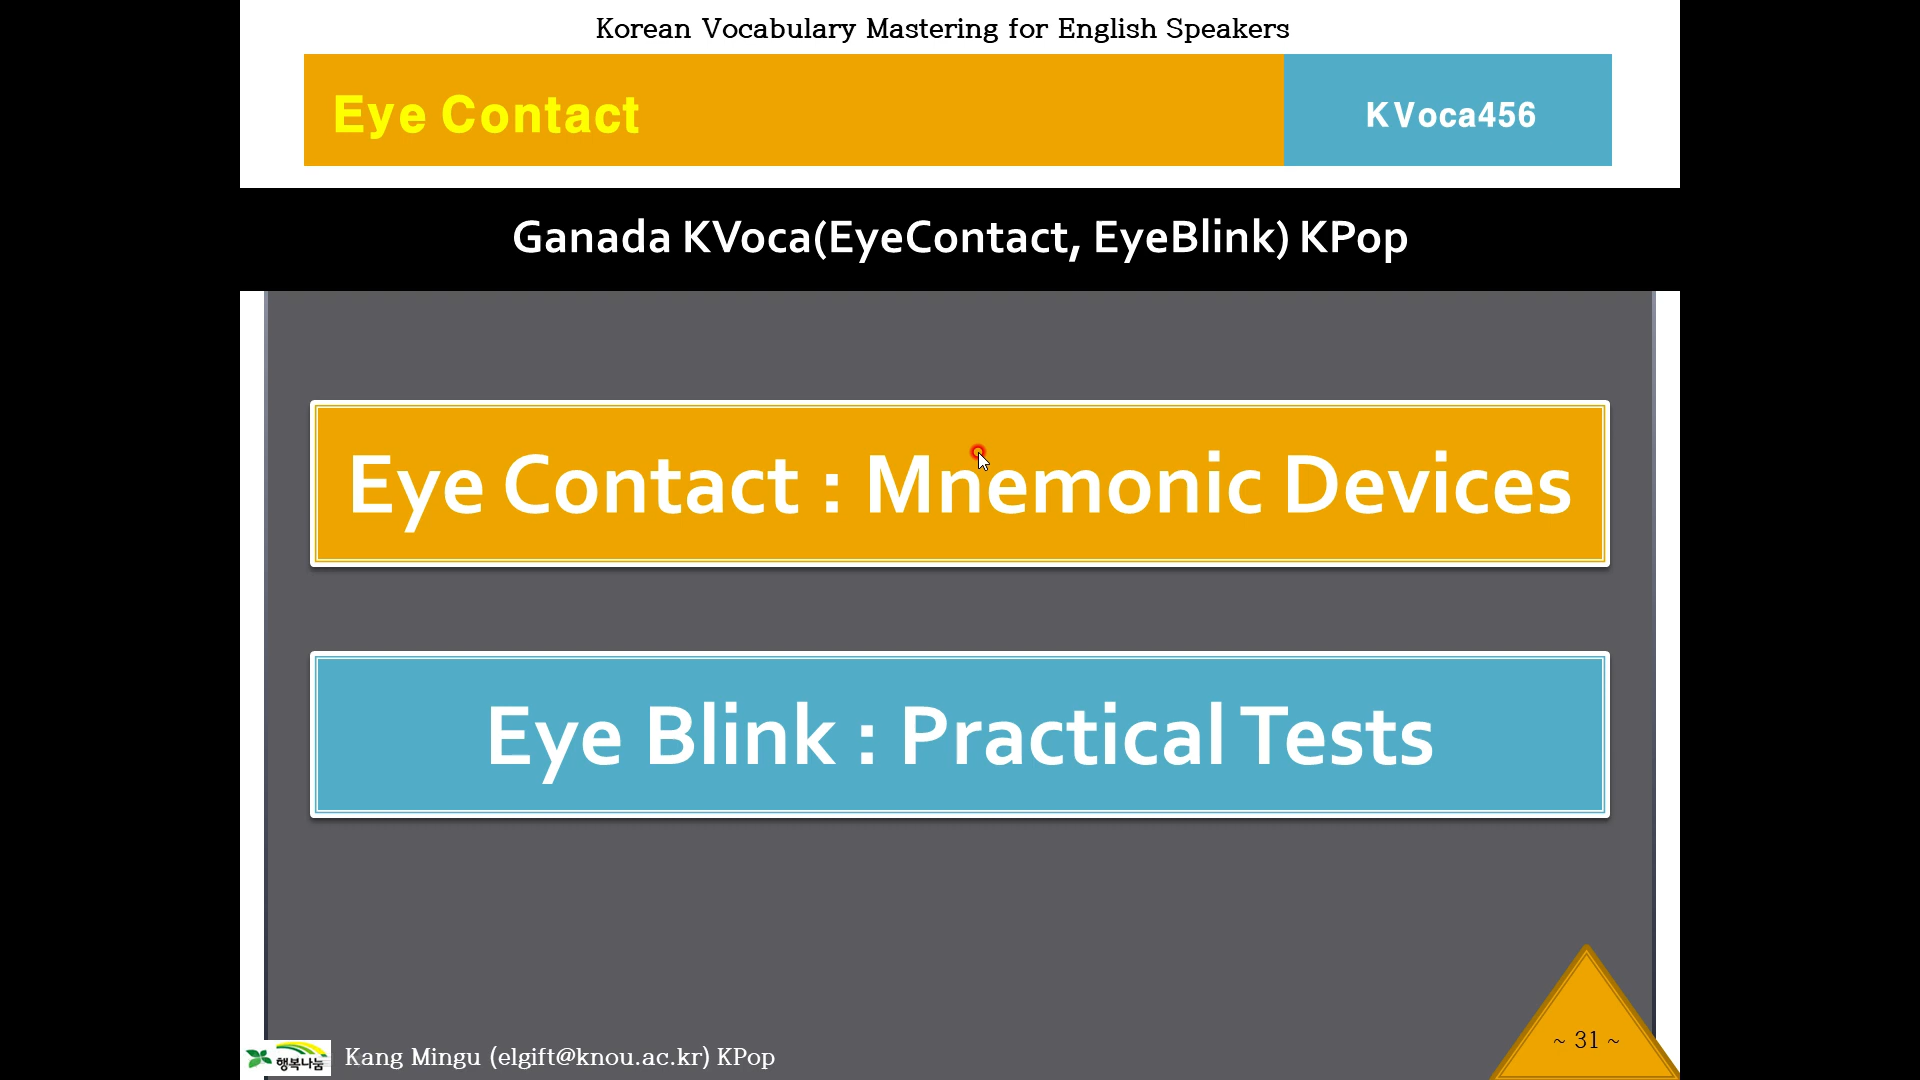 Korean Vocabulary Mastering for English Speakers
Eye Contact
KVoca456
Ganada KVoca(EyeContact, EyeBlink) KPop
Eye Contact : Mnemonic Devices
Eye Blink : Practical Tests
~ 31 ~
행복나눔
Kang Mingu (elgift@knou.ac.kr) KPop